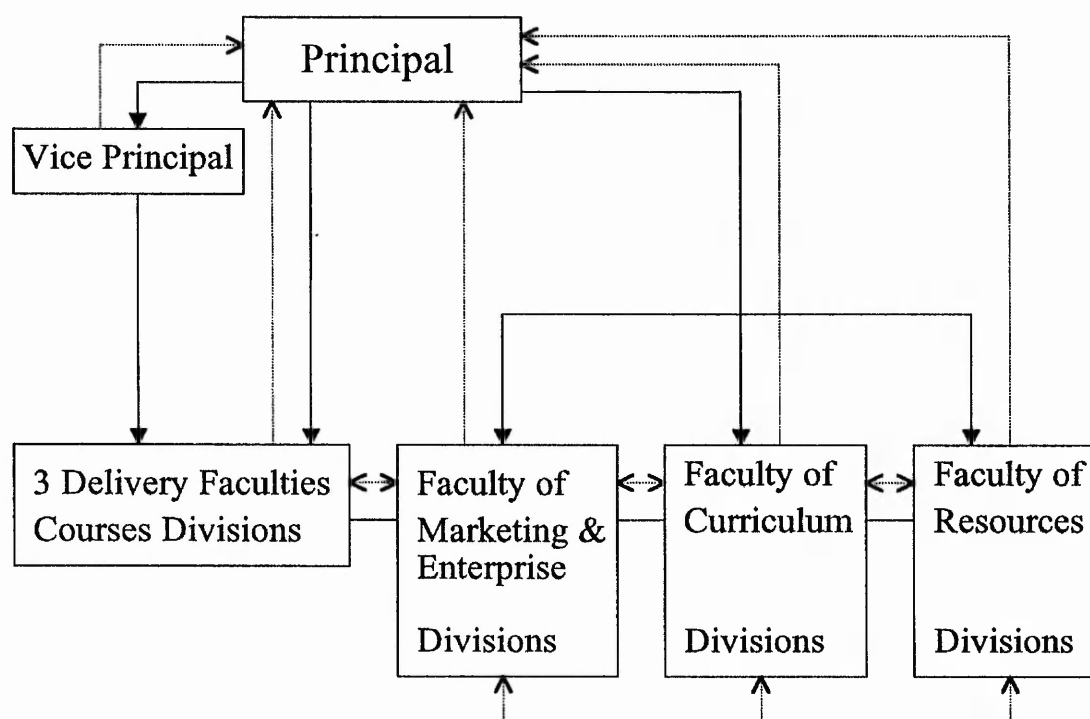 Principal
Vice Principal
3 Delivery Faculties
Courses Divisions
Faculty of
Marketing &
Enterprise
Divisions
Faculty of
Curriculum
Divisions
Faculty of
Resources
Divisions